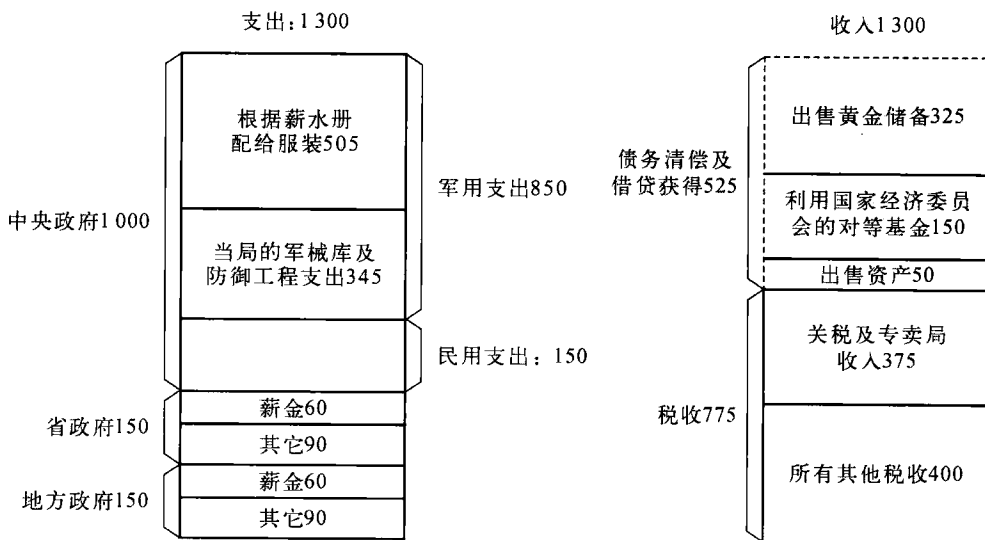 支出:1300
根据薪水册
配给服装505
军用支出850
中央政府1000
当局的军械库及
防御工程支出345
民用支出：150
薪金60
省政府150
其它90
薪金60
地方政府150
其它90
收入1300
出售黄金储备325
债务清偿及
借贷获得525
利用国家经济委员
会的对等基金150
出售资产50
关税及专卖局
收入375
税收775
所有其他税收400